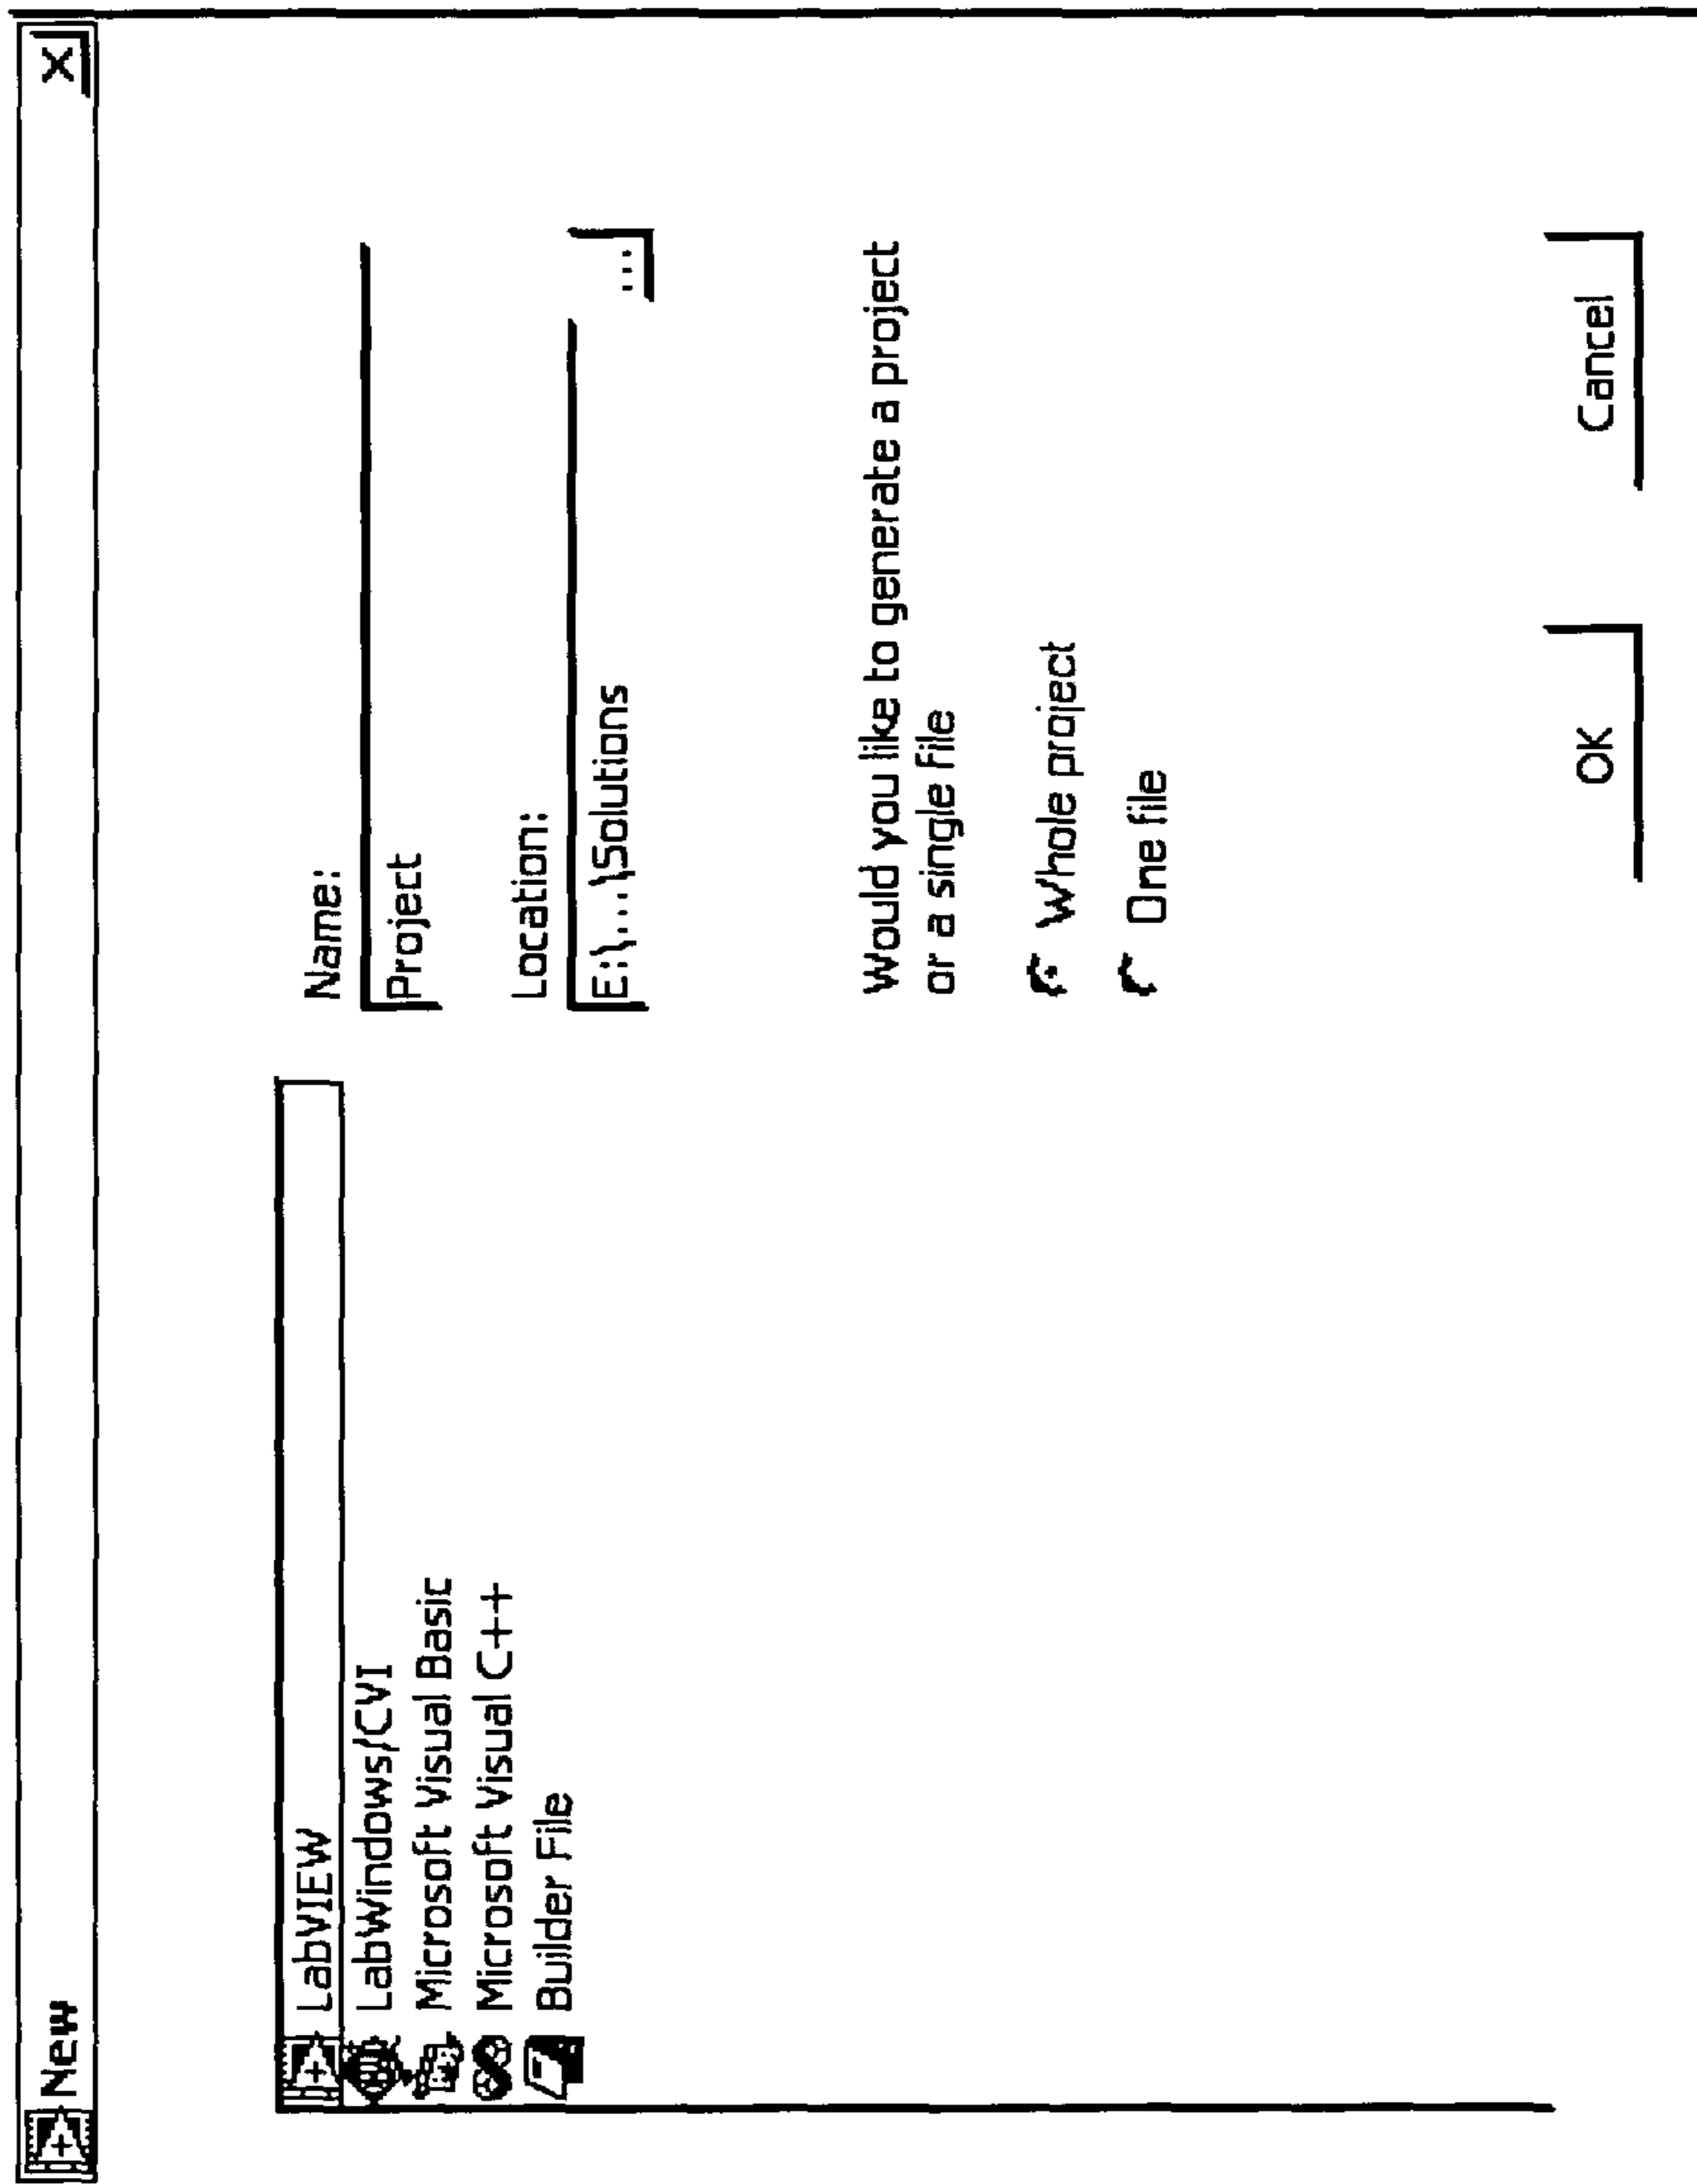 New
X
LabVIEW
LabWindows/CVI
Microsoft Visual Basic
Microsoft Visual C++
Builder File
Name:
Project
Location:
E:\...\Solutions
...
Would you like to generate a project
or a single file
Whole project
One file
OK
Cancel